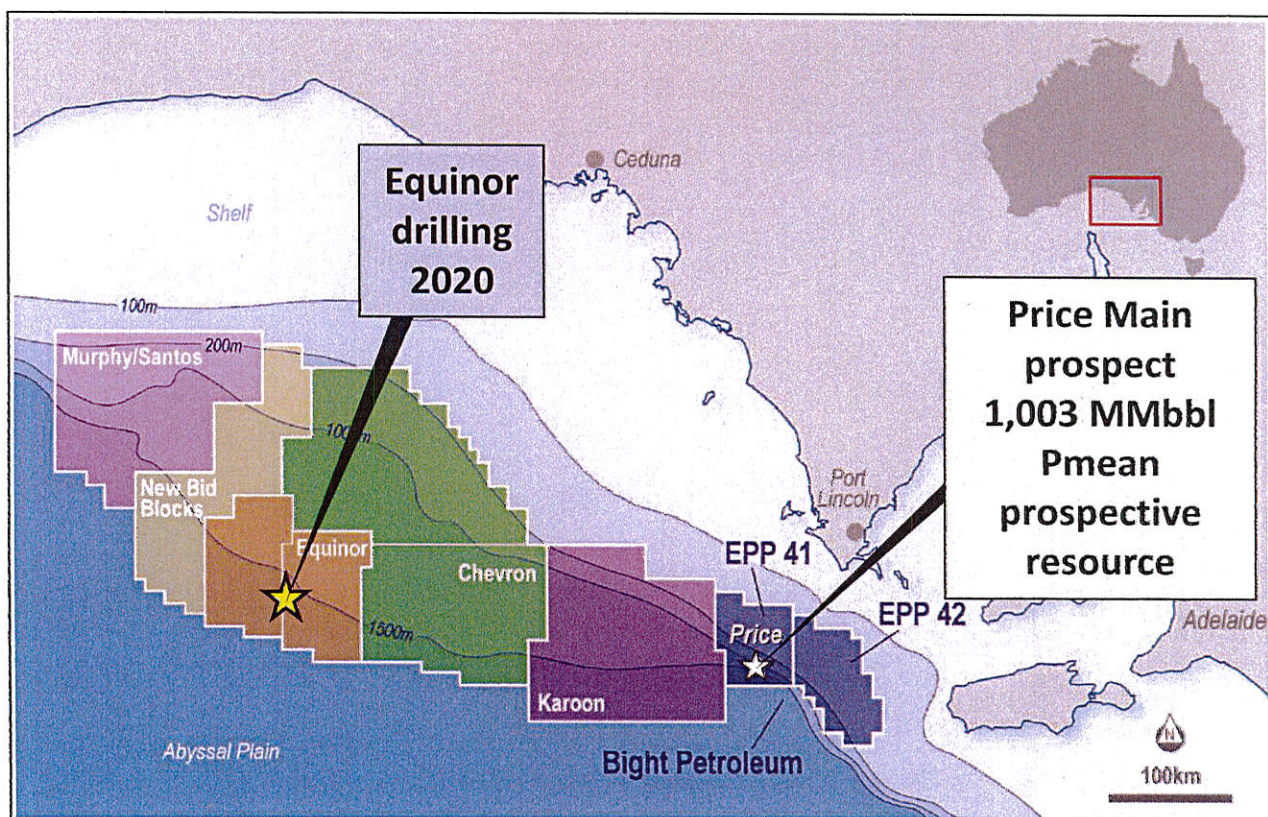 Ceduna
Equinor
drilling
2020
Shelf
100m
200m
Murphy/Santos
Price Main
prospect
1,003 MMbbl
Pmean
prospective
resource
New Bid
Blocks
Port
Lincoln
Equinor
Chevron
EPP 41
EPP 42
Price
Adelaide
1500m
Karoon
Abyssal Plain
Bight Petroleum
N
100km